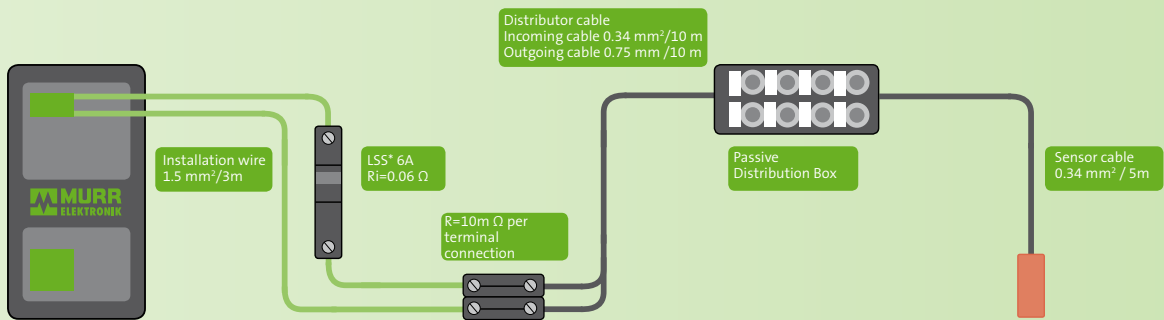 Distributor cable
Incoming cable 0.34 mm²/10 m
Outgoing cable 0.75 mm /10 m
Installation wire
1.5 mm²/3m
LSS* 6A
Ri=0.06 Ω
Passive
Distribution Box
Sensor cable
0.34 mm² / 5m
MURR
ELEKTRONIK
R=10m Ω per
terminal
connection